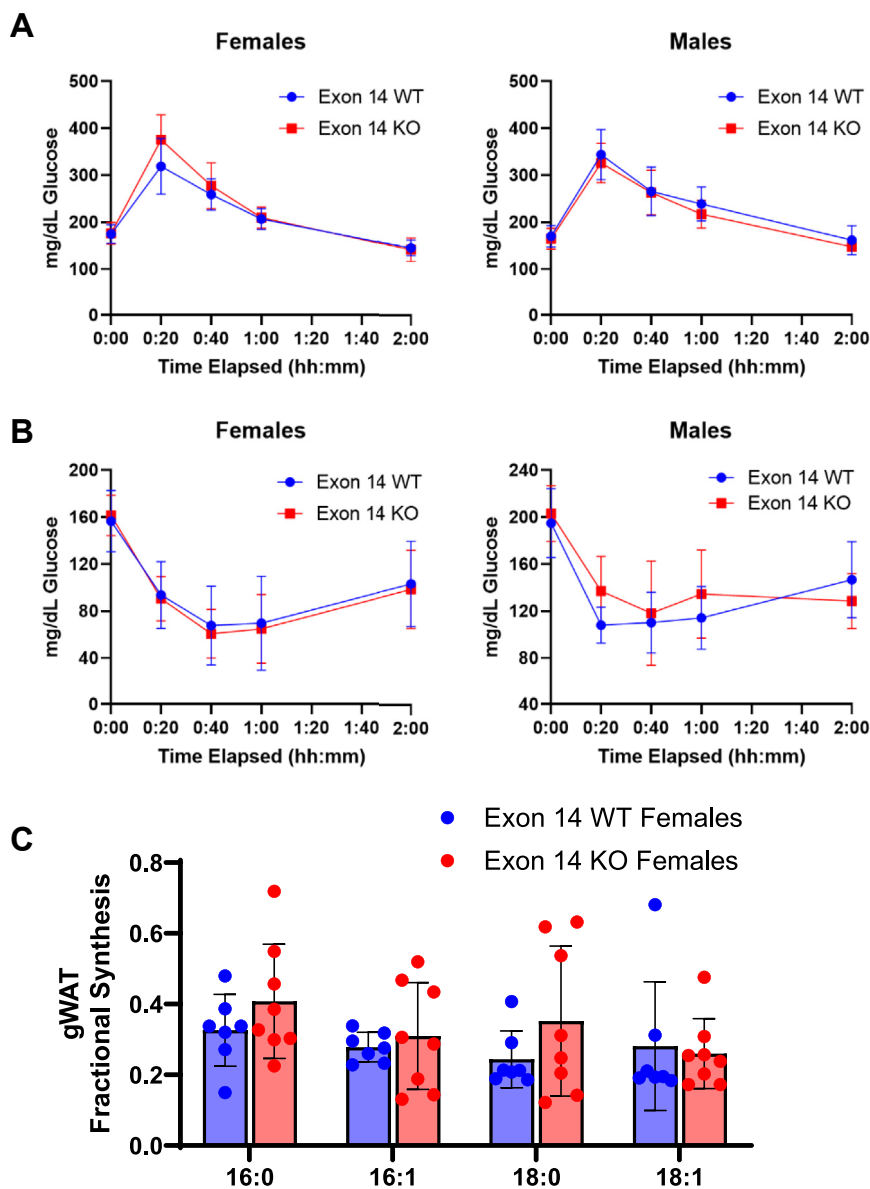 A
Females
Males
500
400
300
200
100
0
mg/dL Glucose
Exon 14 WT
Exon 14 KO
0:00 0:20 0:40 1:00 1:20 1:40 2:00
Time Elapsed (hh:mm)
500
400
300
200
100
0
mg/dL Glucose
Exon 14 WT
Exon 14 KO
0:00 0:20 0:40 1:00 1:20 1:40 2:00
Time Elapsed (hh:mm)
B
Females
Males
200
160
120
80
40
0
mg/dL Glucose
Exon 14 WT
Exon 14 KO
0:00 0:20 0:40 1:00 1:20 1:40 2:00
Time Elapsed (hh:mm)
240
200
160
120
80
40
mg/dL Glucose
Exon 14 WT
Exon 14 KO
0:00 0:20 0:40 1:00 1:20 1:40 2:00
Time Elapsed (hh:mm)
C
Exon 14 WT Females
Exon 14 KO Females
0.8
0.6
0.4
0.2
0.0
gWAT
Fractional Synthesis
16:0 16:1 18:0 18:1